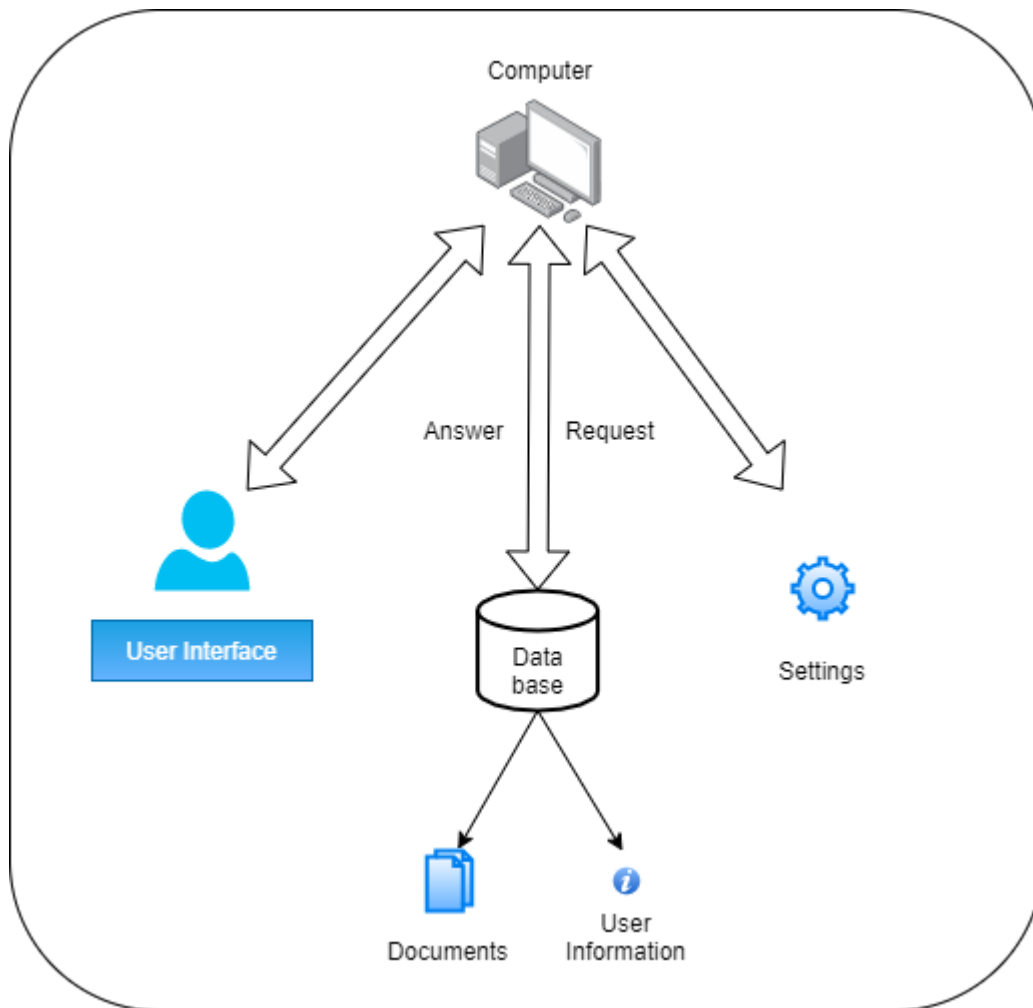 Computer
Answer
Request
User Interface
Data
base
Settings
Documents
User
Information